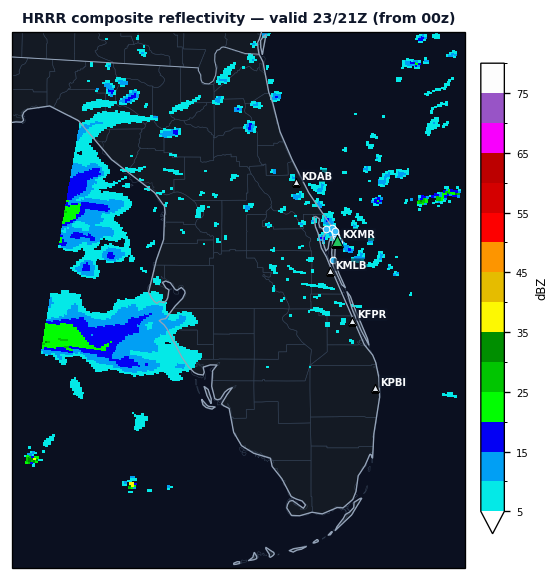 HRRR composite reflectivity — valid 23/21Z (from 00z)
KDAB
KXMR
KMLB
KFPR
KPBI
75
65
55
45
35
25
15
5
dBZ